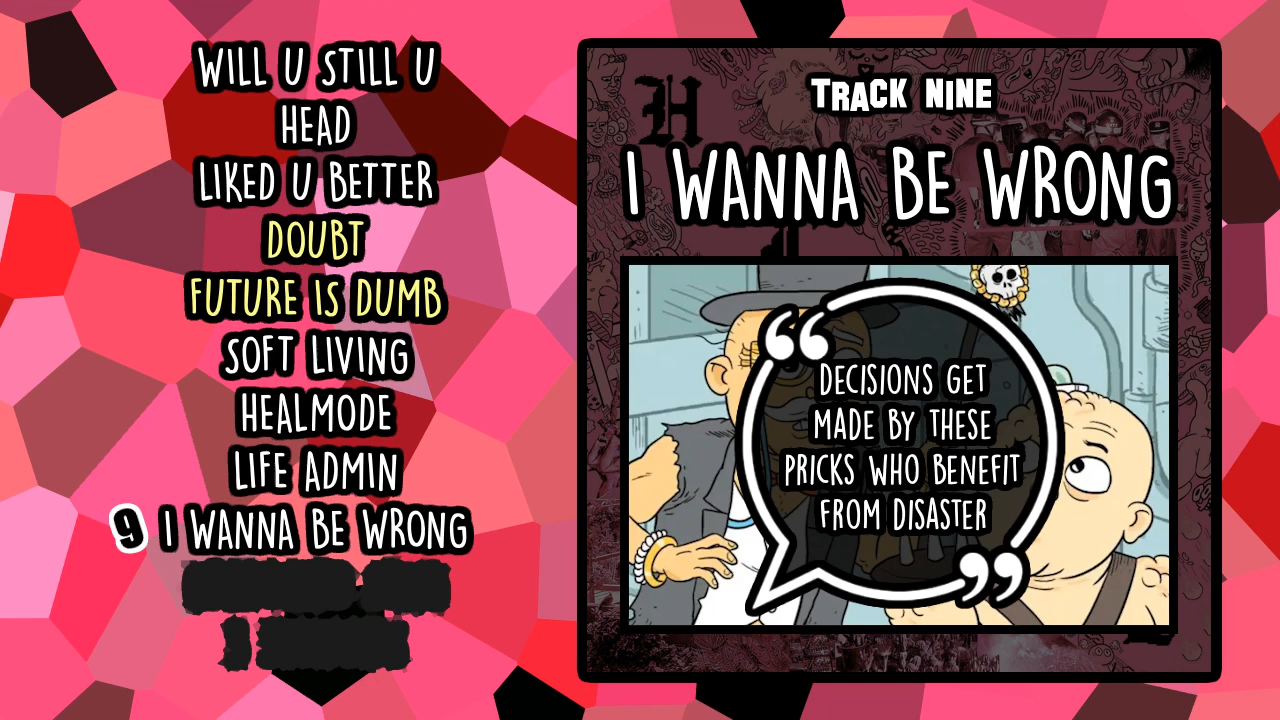 WILL U STILL U
HEAD
LIKED U BETTER
DOUBT
FUTURE IS DUMB
SOFT LIVING
HEALMODE
LIFE ADMIN
9 I WANNA BE WRONG
H
TRACK NINE
I WANNA BE WRONG
“DECISIONS GET
MADE BY THESE
PRICKS WHO BENEFIT
FROM DISASTER”